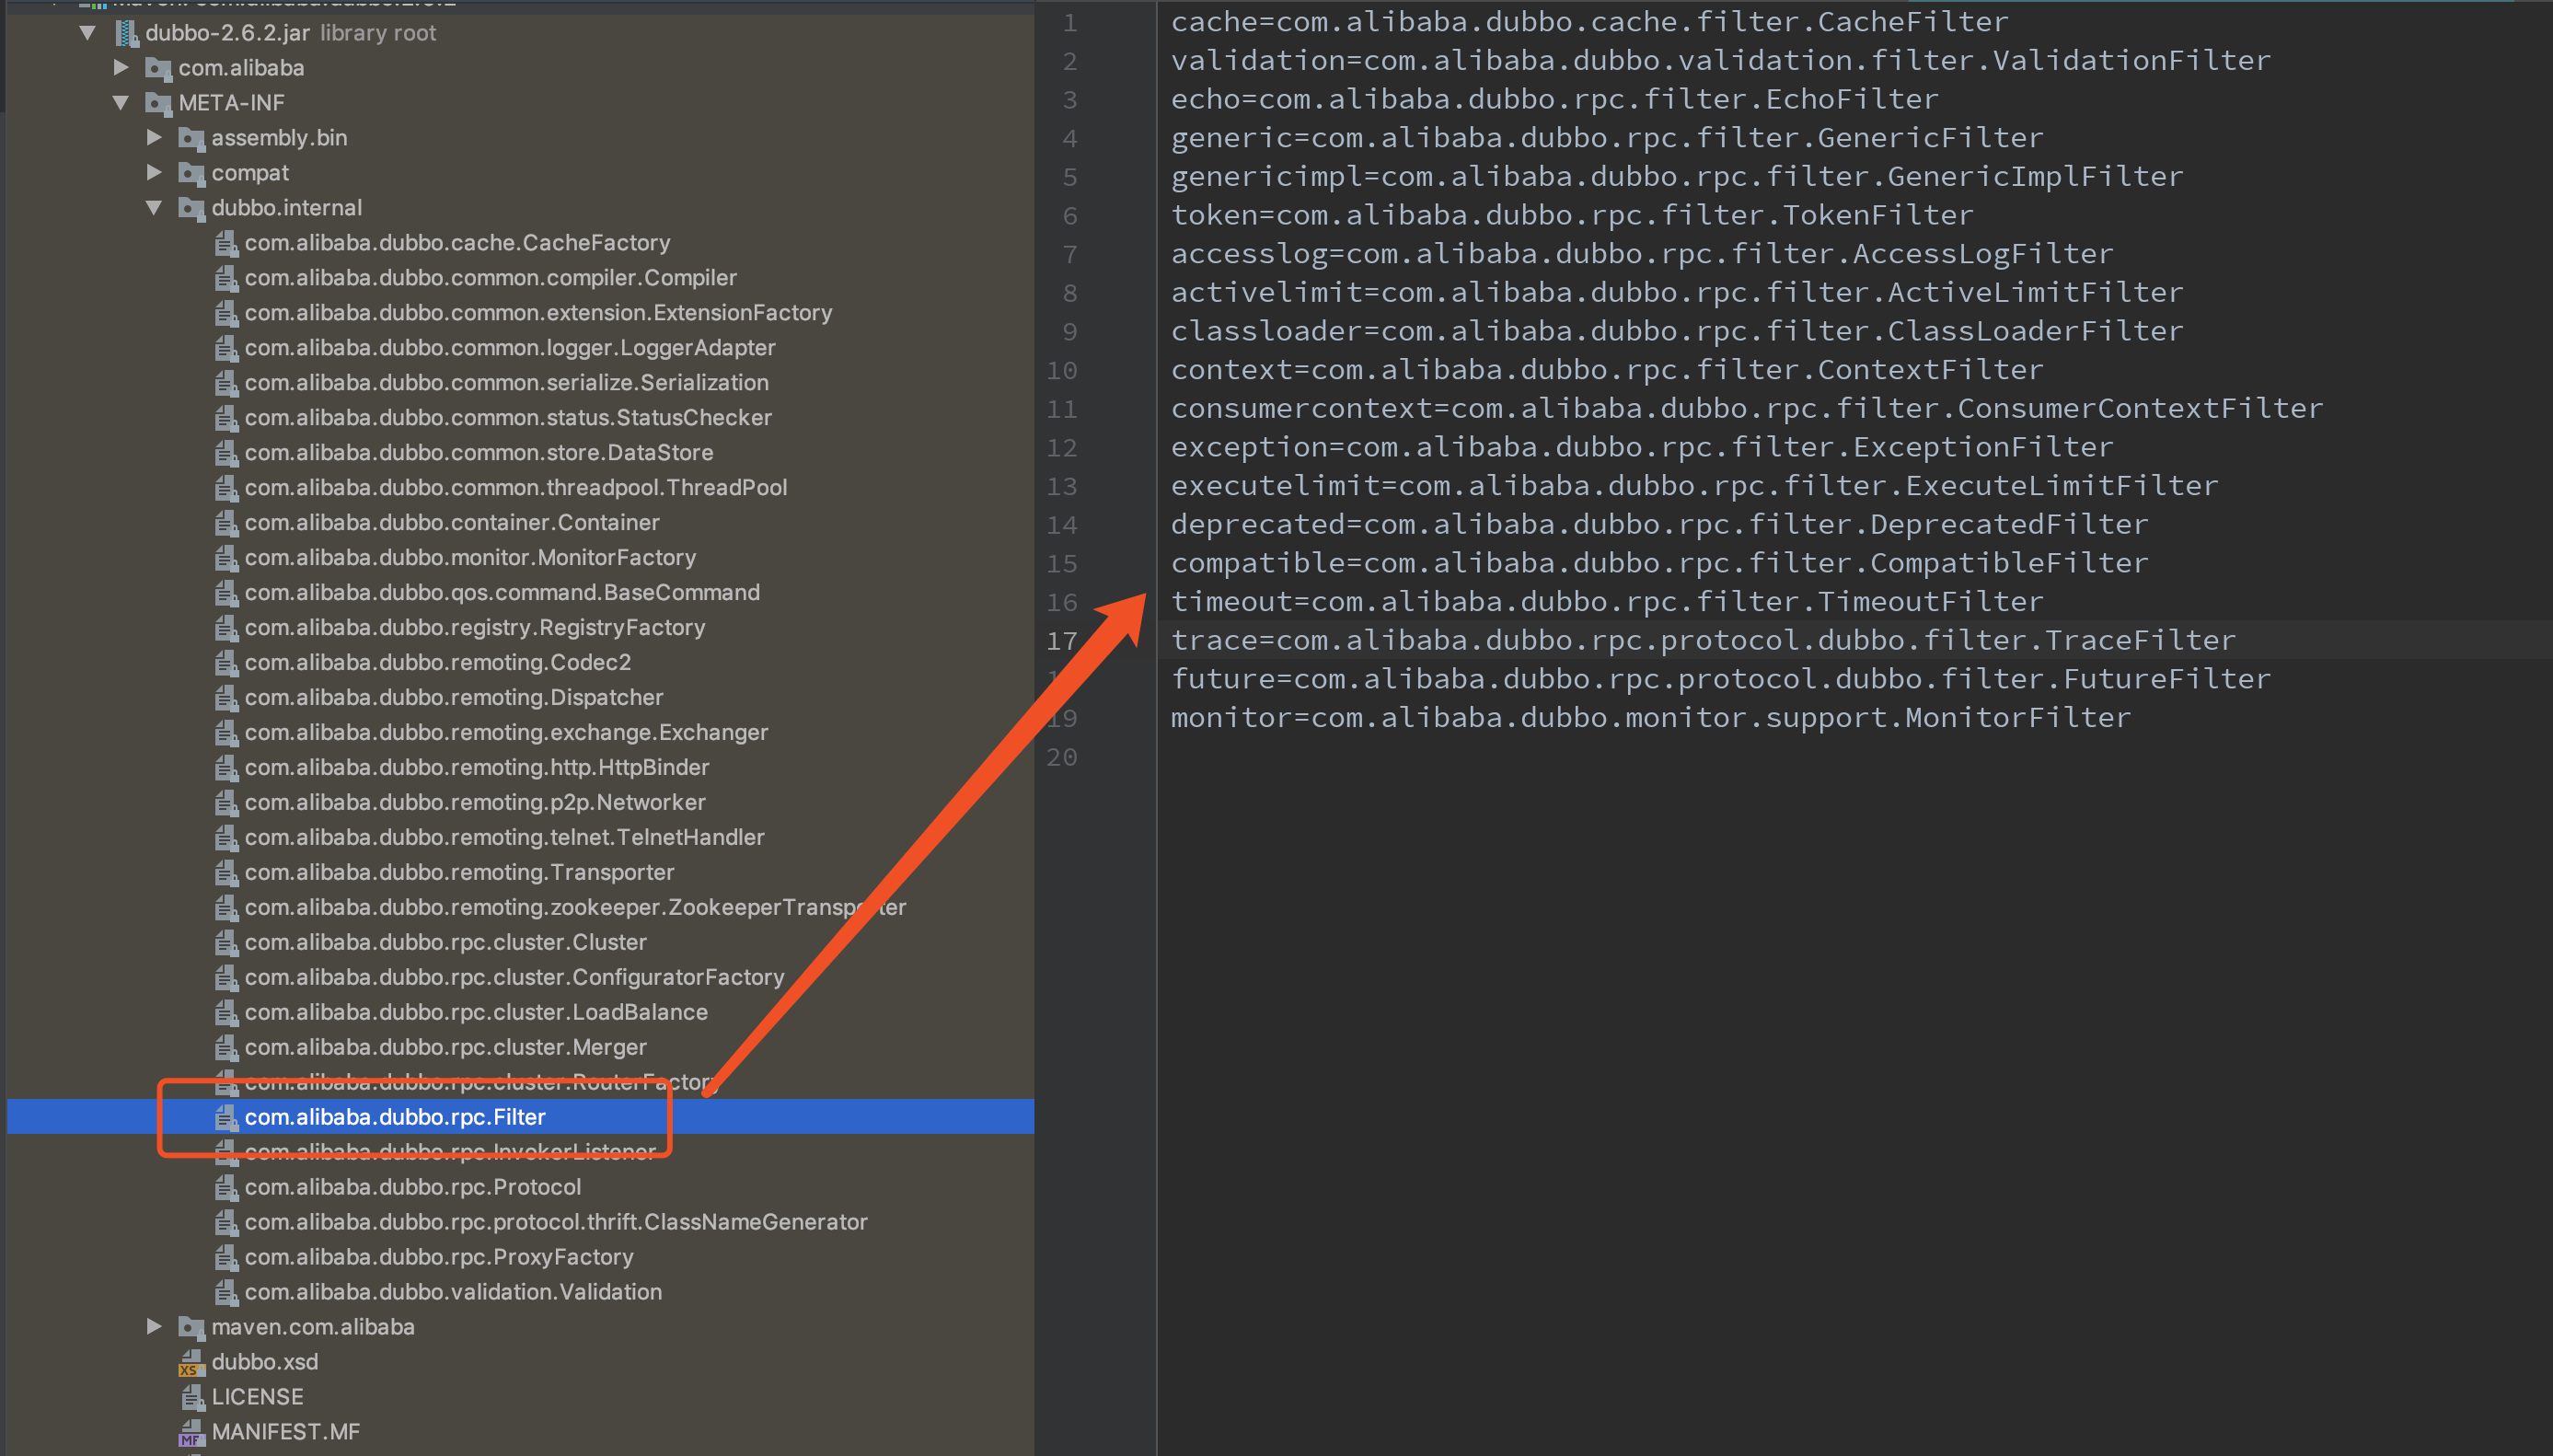 dubbo-2.6.2.jar library root
com.alibaba
META-INF
assembly.bin
compat
dubbo.internal
com.alibaba.dubbo.cache.CacheFactory
com.alibaba.dubbo.common.compiler.Compiler
com.alibaba.dubbo.common.extension.ExtensionFactory
com.alibaba.dubbo.common.logger.LoggerAdapter
com.alibaba.dubbo.common.serialize.Serialization
com.alibaba.dubbo.common.status.StatusChecker
com.alibaba.dubbo.common.store.DataStore
com.alibaba.dubbo.common.threadpool.ThreadPool
com.alibaba.dubbo.container.Container
com.alibaba.dubbo.monitor.MonitorFactory
com.alibaba.dubbo.qos.command.BaseCommand
com.alibaba.dubbo.registry.RegistryFactory
com.alibaba.dubbo.remoting.Codec2
com.alibaba.dubbo.remoting.Dispatcher
com.alibaba.dubbo.remoting.exchange.Exchanger
com.alibaba.dubbo.remoting.http.HttpBinder
com.alibaba.dubbo.remoting.p2p.Networker
com.alibaba.dubbo.remoting.telnet.TelnetHandler
com.alibaba.dubbo.remoting.Transporter
com.alibaba.dubbo.remoting.zookeeper.ZookeeperTransporter
com.alibaba.dubbo.rpc.cluster.Cluster
com.alibaba.dubbo.rpc.cluster.ConfiguratorFactory
com.alibaba.dubbo.rpc.cluster.LoadBalance
com.alibaba.dubbo.rpc.cluster.Merger
com.alibaba.dubbo.rpc.cluster.RouterFactory
com.alibaba.dubbo.rpc.Filter
com.alibaba.dubbo.rpc.InvokerListener
com.alibaba.dubbo.rpc.Protocol
com.alibaba.dubbo.rpc.protocol.thrift.ClassNameGenerator
com.alibaba.dubbo.rpc.ProxyFactory
com.alibaba.dubbo.validation.Validation
maven.com.alibaba
dubbo.xsd
LICENSE
MANIFEST.MF
1 cache=com.alibaba.dubbo.cache.filter.CacheFilter
2 validation=com.alibaba.dubbo.validation.filter.ValidationFilter
3 echo=com.alibaba.dubbo.rpc.filter.EchoFilter
4 generic=com.alibaba.dubbo.rpc.filter.GenericFilter
5 genericimpl=com.alibaba.dubbo.rpc.filter.GenericImplFilter
6 token=com.alibaba.dubbo.rpc.filter.TokenFilter
7 accesslog=com.alibaba.dubbo.rpc.filter.AccessLogFilter
8 activelimit=com.alibaba.dubbo.rpc.filter.ActiveLimitFilter
9 classloader=com.alibaba.dubbo.rpc.filter.ClassLoaderFilter
10 context=com.alibaba.dubbo.rpc.filter.ContextFilter
11 consumercontext=com.alibaba.dubbo.rpc.filter.ConsumerContextFilter
12 exception=com.alibaba.dubbo.rpc.filter.ExceptionFilter
13 executelimit=com.alibaba.dubbo.rpc.filter.ExecuteLimitFilter
14 deprecated=com.alibaba.dubbo.rpc.filter.DeprecatedFilter
15 compatible=com.alibaba.dubbo.rpc.filter.CompatibleFilter
16 timeout=com.alibaba.dubbo.rpc.filter.TimeoutFilter
17 trace=com.alibaba.dubbo.rpc.protocol.dubbo.filter.TraceFilter
future=com.alibaba.dubbo.rpc.protocol.dubbo.filter.FutureFilter
19 monitor=com.alibaba.dubbo.monitor.support.MonitorFilter
20